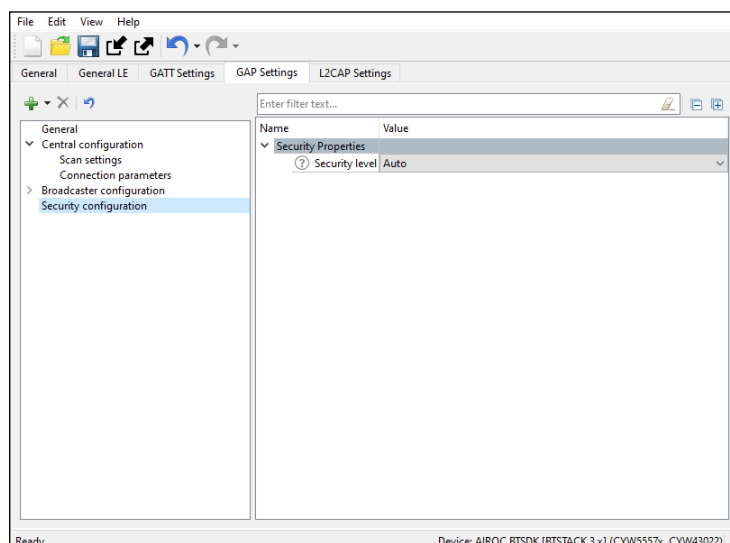 File Edit View Help
General General LE GATT Settings GAP Settings L2CAP Settings
Enter filter text...
General
Central configuration
Scan settings
Connection parameters
Broadcaster configuration
Security configuration
Name Value
Security Properties
Security level Auto
Ready
Device: AIROC BTSDK [BTSTACK 3.x] (CYW5557x, CYW43022)